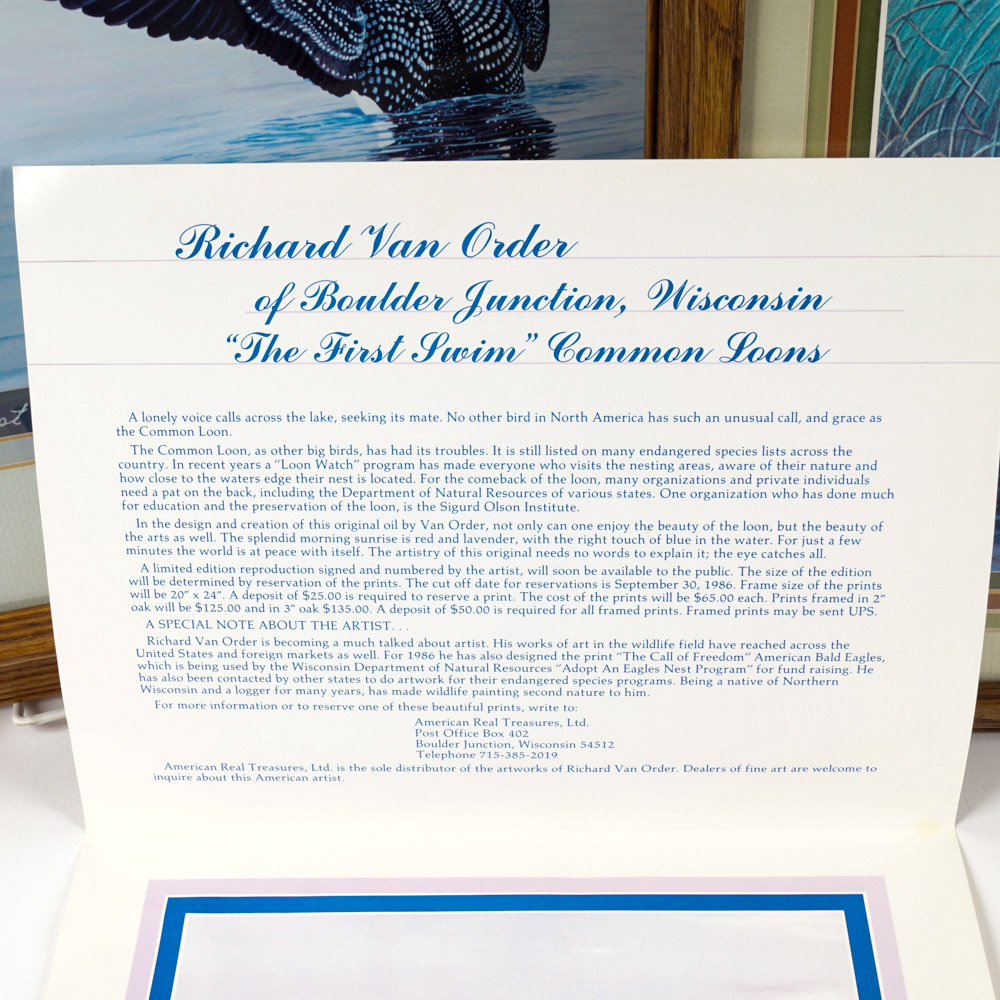 Richard Van Order
of Boulder Junction, Wisconsin
“The First Swim” Common Loons
A lonely voice calls across the lake, seeking its mate. No other bird in North America has such an unusual call, and grace as
the Common Loon.
The Common Loon, as other big birds, has had its troubles. It is still listed on many endangered species lists across the
country. In recent years a “Loon Watch” program has made everyone who visits the nesting areas, aware of their nature and
how close to the waters edge their nest is located. For the comeback of the loon, many organizations and private individuals
need a pat on the back, including the Department of Natural Resources of various states. One organization who has done much
for education and the preservation of the loon, is the Sigurd Olson Institute.
In the design and creation of this original oil by Van Order, not only can one enjoy the beauty of the loon, but the beauty of
the arts as well. The splendid morning sunrise is red and lavender, with the right touch of blue in the water. For just a few
minutes the world is at peace with itself. The artistry of this original needs no words to explain it; the eye catches all.
A limited edition reproduction signed and numbered by the artist, will soon be available to the public. The size of the edition
will be determined by reservation of the prints. The cut off date for reservations is September 30, 1986. Frame size of the prints
will be 20” x 24”. A deposit of $25.00 is required to reserve a print. The cost of the prints will be $65.00 each. Prints framed in 2”
oak will be $125.00 and in 3” oak $135.00. A deposit of $50.00 is required for all framed prints. Framed prints may be sent UPS.
A SPECIAL NOTE ABOUT THE ARTIST. . .
Richard Van Order is becoming a much talked about artist. His works of art in the wildlife field have reached across the
United States and foreign markets as well. For 1986 he has also designed the print “The Call of Freedom” American Bald Eagles,
which is being used by the Wisconsin Department of Natural Resources “Adopt An Eagles Nest Program” for fund raising. He
has also been contacted by other states to do artwork for their endangered species programs. Being a native of Northern
Wisconsin and a logger for many years, has made wildlife painting second nature to him.
For more information or to reserve one of these beautiful prints, write to:
American Real Treasures, Ltd.
Post Office Box 402
Boulder Junction, Wisconsin 54512
Telephone 715-385-2019
American Real Treasures, Ltd. is the sole distributor of the artworks of Richard Van Order. Dealers of fine art are welcome to
inquire about this American artist.